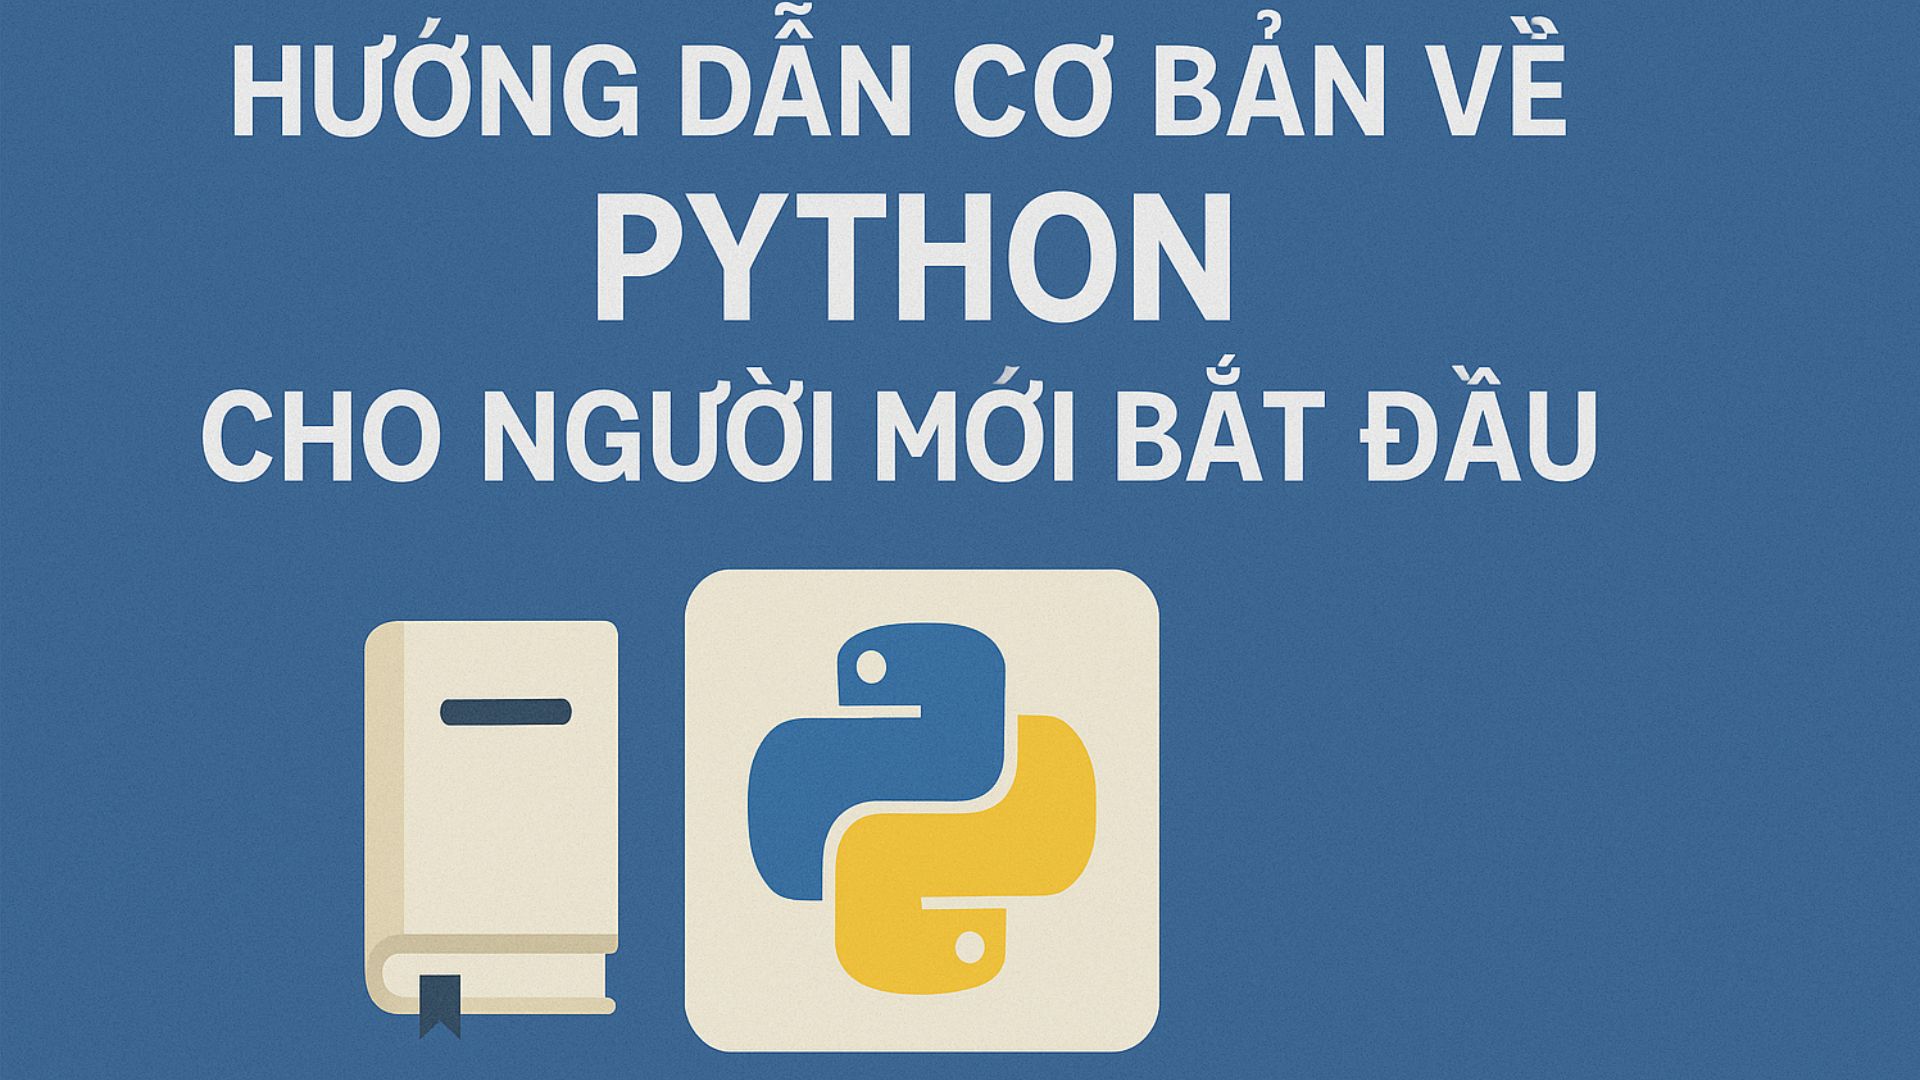 HƯỚNG DẪN CƠ BẢN VỀ
PYTHON
CHO NGƯỜI MỚI BẮT ĐẦU